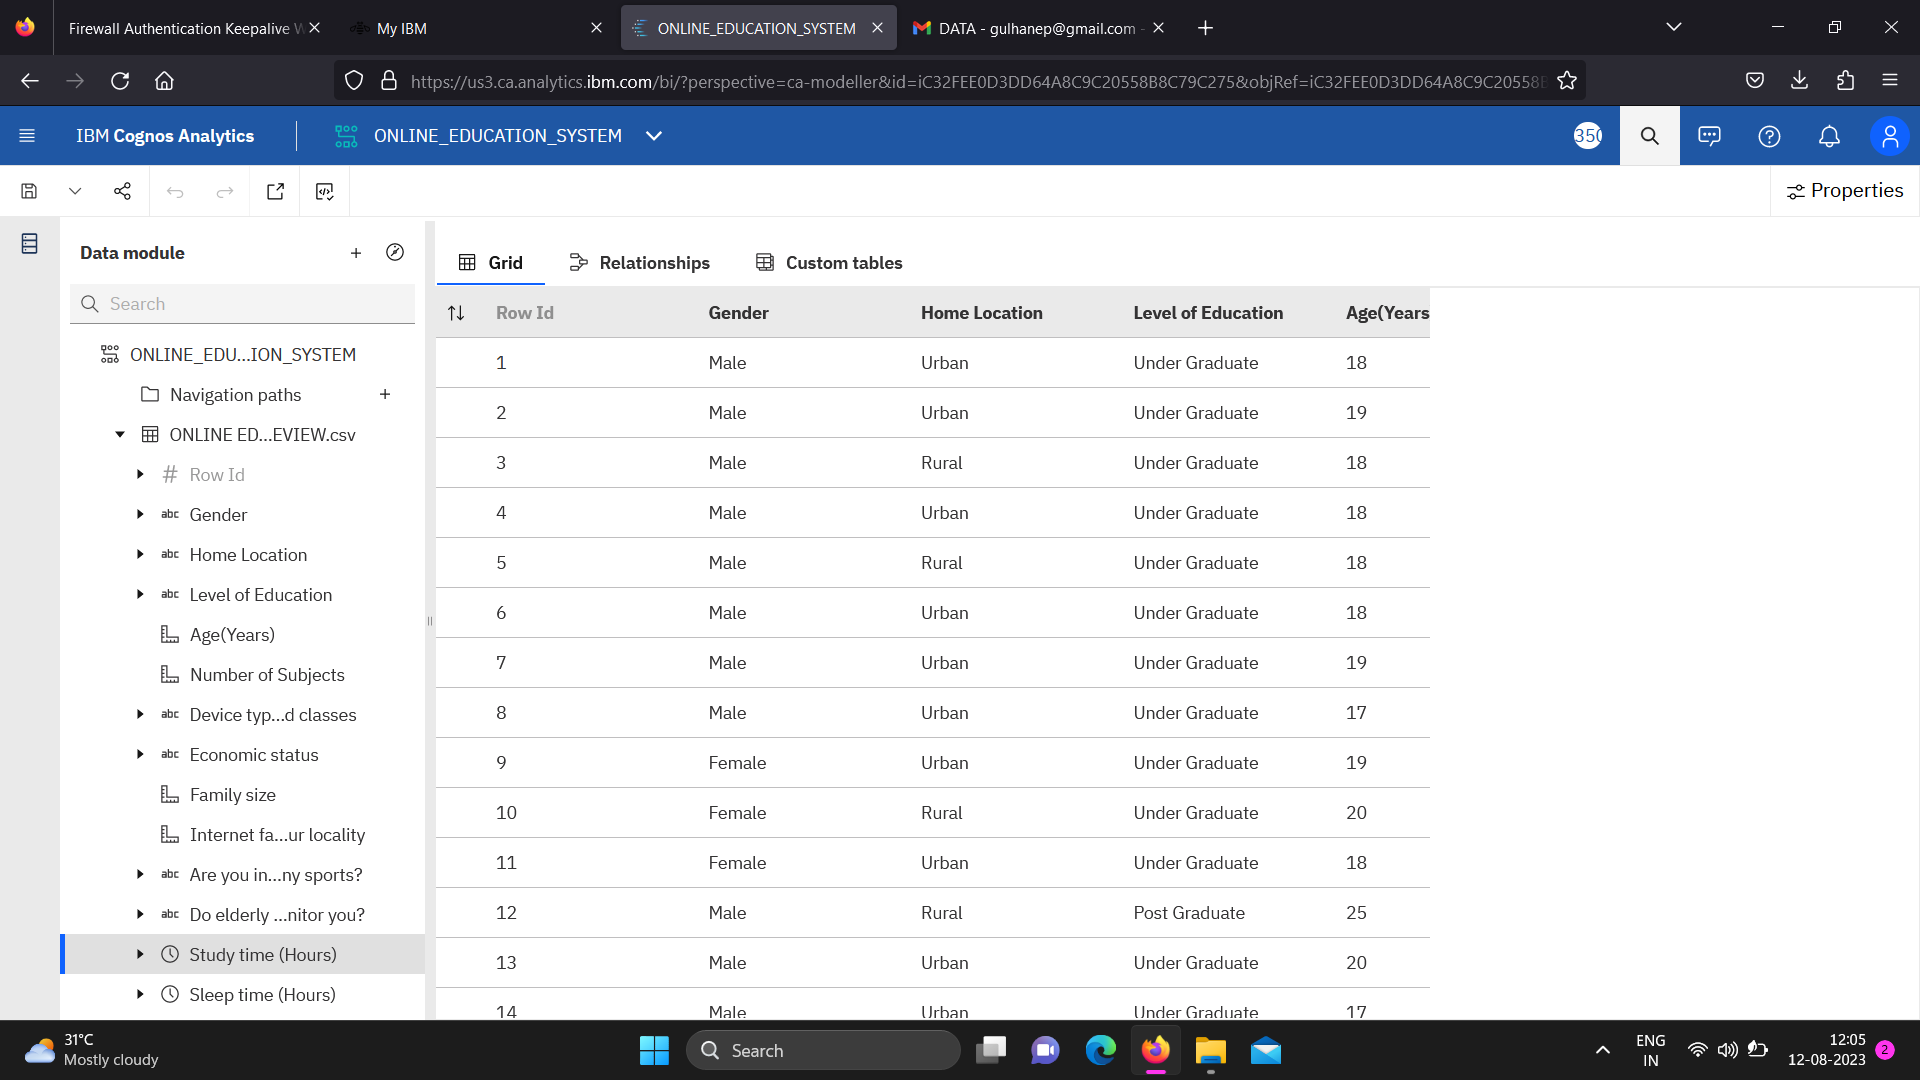 Firewall Authentication Keepalive W
My IBM
ONLINE_EDUCATION_SYSTEM
DATA - gulhanep@gmail.com -
https://us3.ca.analytics.ibm.com/bi/?perspective=ca-modeller&id=iC32FEE0D3DD64A8C9C20558B8C79C275&objRef=iC32FEE0D3DD64A8C9C20558B
IBM Cognos Analytics
ONLINE_EDUCATION_SYSTEM
350
Properties
Data module
Search
ONLINE_EDU...ION_SYSTEM
Navigation paths
ONLINE ED...EVIEW.csv
Row Id
abc Gender
abc Home Location
abc Level of Education
Age(Years)
Number of Subjects
abc Device typ...d classes
abc Economic status
Family size
Internet fa...ur locality
abc Are you in...ny sports?
abc Do elderly ...nitor you?
Study time (Hours)
Sleep time (Hours)
Grid Relationships Custom tables
Row Id Gender Home Location Level of Education Age(Years
1 Male Urban Under Graduate 18
2 Male Urban Under Graduate 19
3 Male Rural Under Graduate 18
4 Male Urban Under Graduate 18
5 Male Rural Under Graduate 18
6 Male Urban Under Graduate 18
7 Male Urban Under Graduate 19
8 Male Urban Under Graduate 17
9 Female Urban Under Graduate 19
10 Female Rural Under Graduate 20
11 Female Urban Under Graduate 18
12 Male Rural Post Graduate 25
13 Male Urban Under Graduate 20
14 Male Urban Under Graduate 17
31°C
Mostly cloudy
Search
ENG
IN
12:05
12-08-2023
2